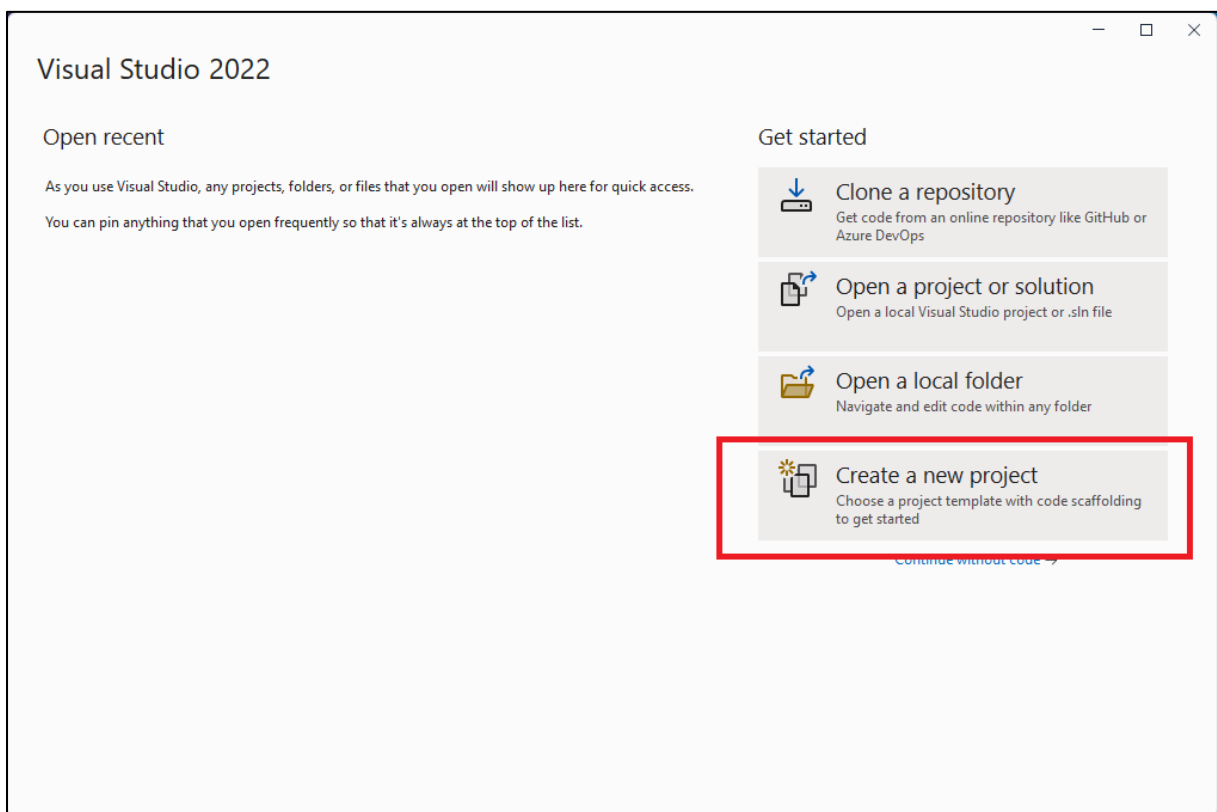 Visual Studio 2022
Open recent
As you use Visual Studio, any projects, folders, or files that you open will show up here for quick access.
You can pin anything that you open frequently so that it's always at the top of the list.
Get started
Clone a repository
Get code from an online repository like GitHub or
Azure DevOps
Open a project or solution
Open a local Visual Studio project or .sln file
Open a local folder
Navigate and edit code within any folder
Create a new project
Choose a project template with code scaffolding
to get started
Continue without code →